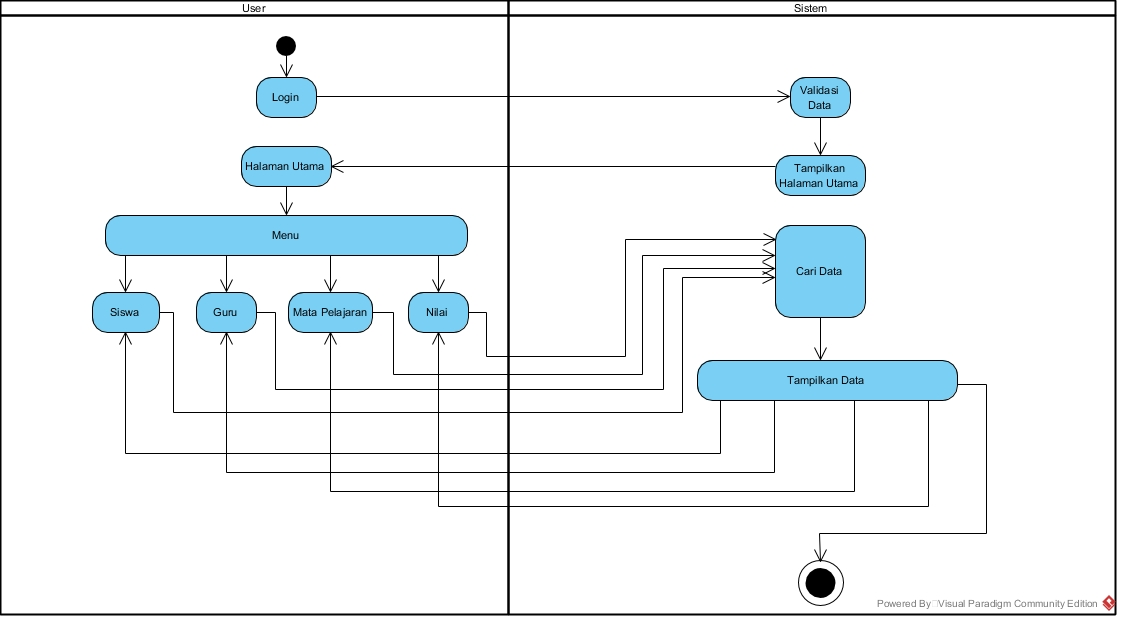 User
Sistem
Login
Validasi
Data
Halaman Utama
Tampilkan
Halaman Utama
Menu
Cari Data
Siswa
Guru
Mata Pelajaran
Nilai
Tampilkan Data
Powered By Visual Paradigm Community Edition